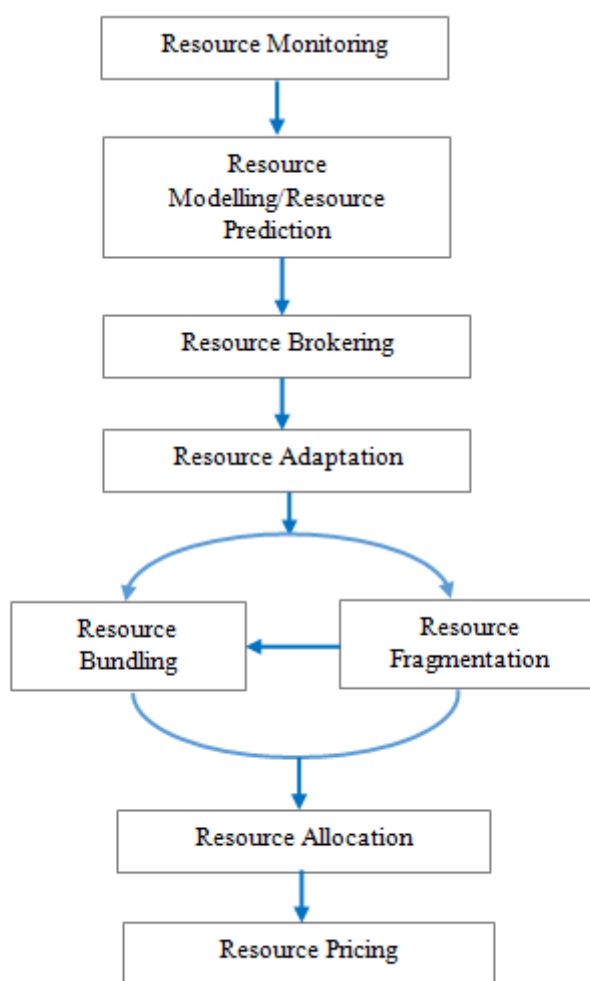 Resource Monitoring
Resource
Modelling/Resource
Prediction
Resource Brokering
Resource Adaptation
Resource
Bundling
Resource
Fragmentation
Resource Allocation
Resource Pricing